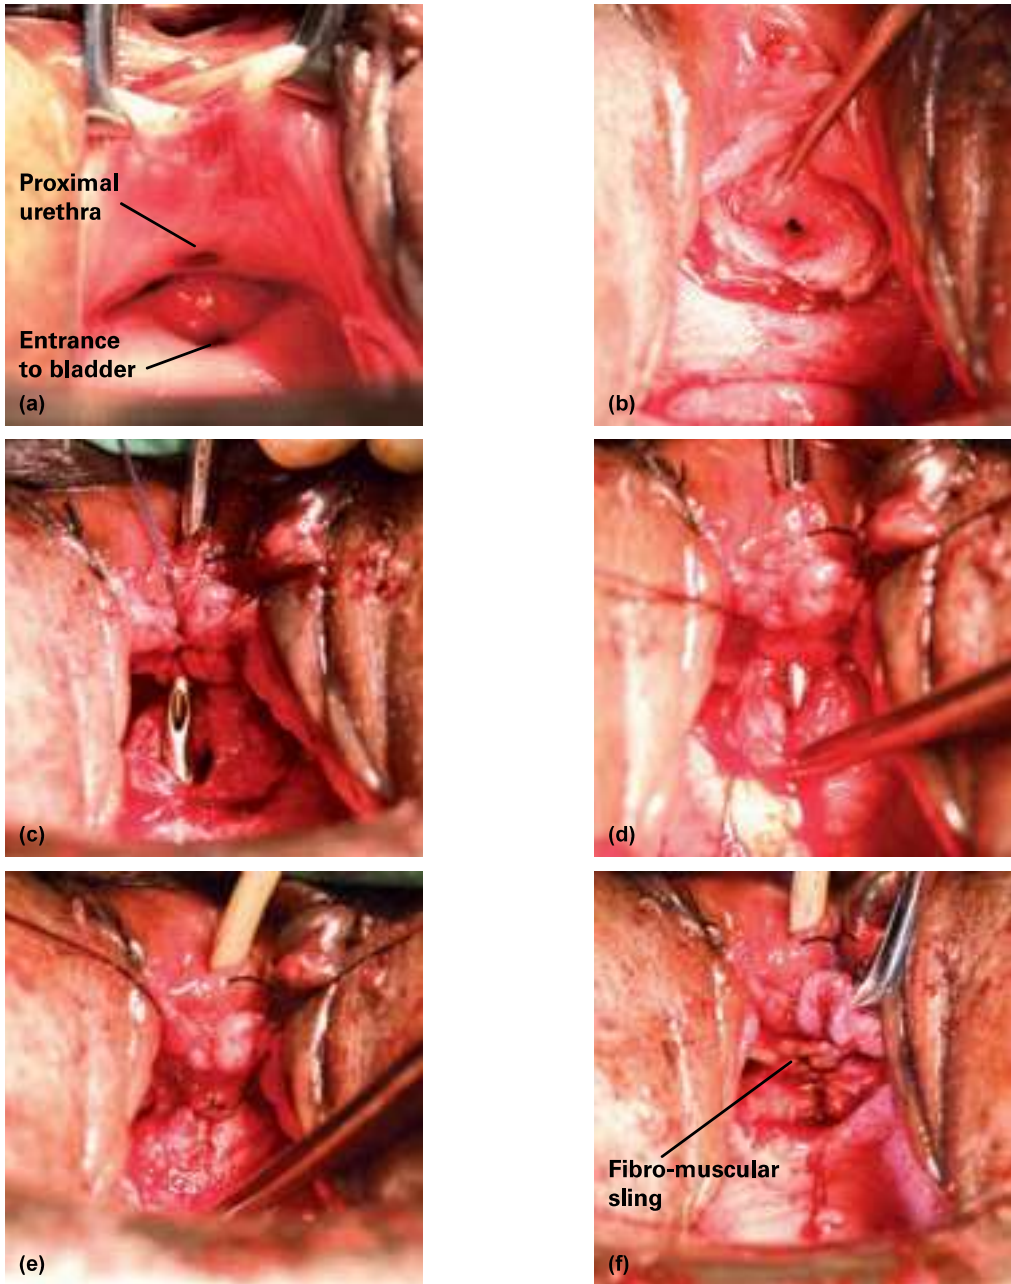 Proximal
urethra
Entrance
to bladder
(a)
(b)
(c)
(d)
(e)
Fibro-muscular
sling
(f)